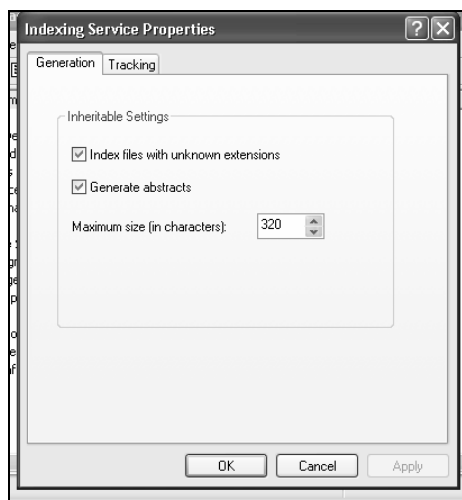 Indexing Service Properties
Generation Tracking
Inheritable Settings
Index files with unknown extensions
Generate abstracts
Maximum size (in characters): 320
OK Cancel Apply